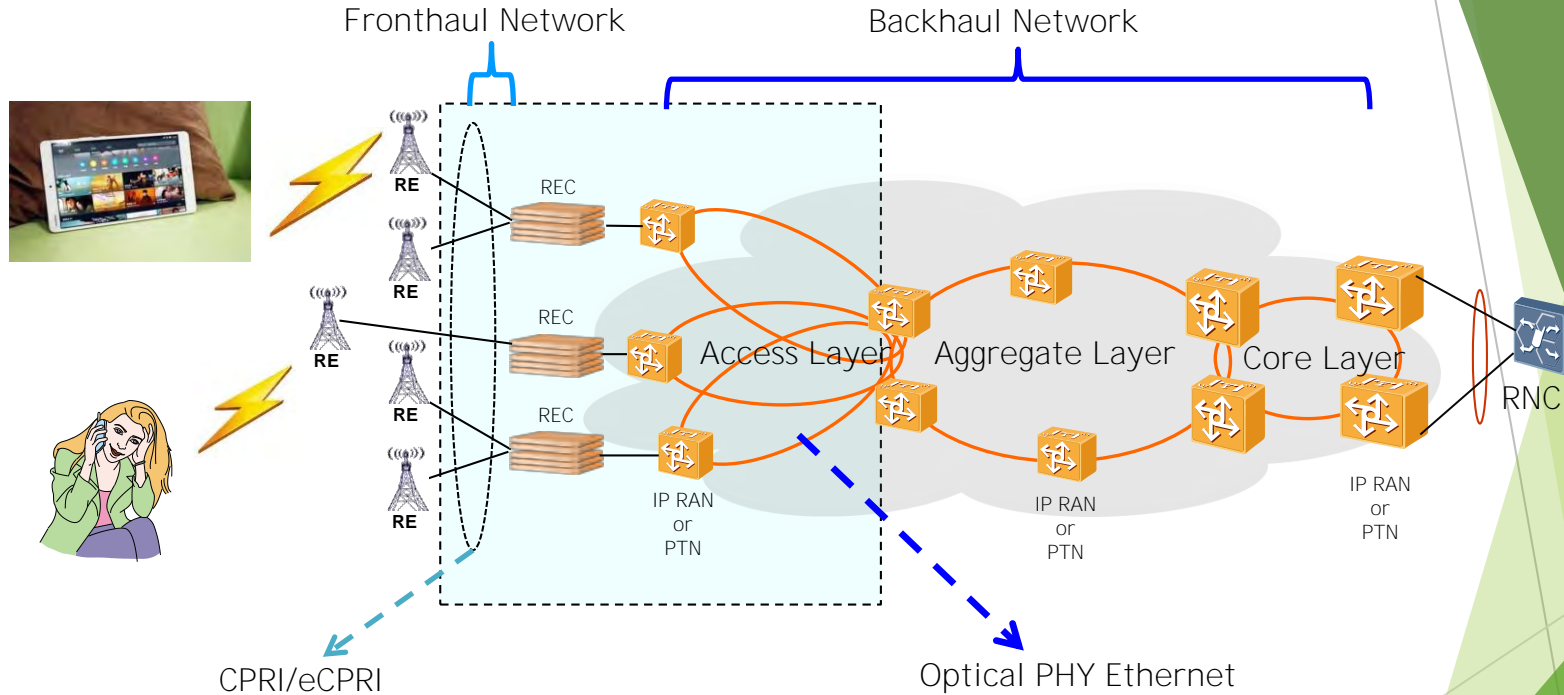 Fronthaul Network
Backhaul Network
RE
REC
RE
RE
REC
RE
REC
RE
Access Layer
Aggregate Layer
Core Layer
RNC
IP RAN
or
PTN
IP RAN
or
PTN
IP RAN
or
PTN
CPRI/eCPRI
Optical PHY Ethernet